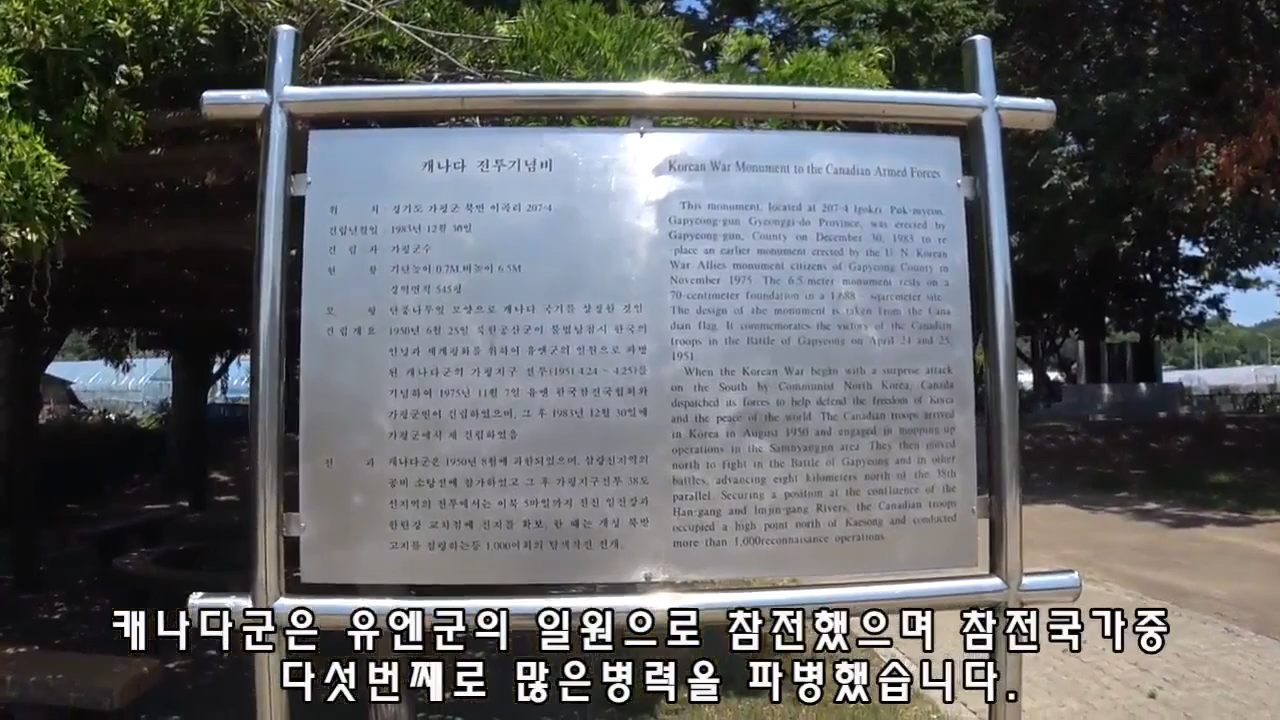 캐나다 전투기념비
위 치 경기도 가평군 북면 이곡리 207-4
건립년월일 1983년 12월 30일
건 립 자 가평군수
현 황 기단높이 0.7M.비높이 6.5M
경역면적 545평
모 형 단풍나무잎 모양으로 캐나다 국기를 상징한 것임
건립개요 1950년 6월 25일 북한공산군이 불법남침시 한국의
안녕과 세계평화를 위하여 유엔군의 일원으로 파병
된 캐나다군의 가평지구 전투(1951 4.24 ~ 4.25)를
기념하여 1975년 11월 7일 유엔 한국참전국협회와
가평군민이 건립하였으며, 그 후 1983년 12월 30일에
가평군에서 재 건립하였음
전 과 캐나다군은 1950년 8월에 파한되었으며, 삼랑진지역의
공비 소탕전에 참가하였고 그 후 가평지구전투 38도
선지역의 전투에서는 이북 5마일까지 전진 임진강과
한탄강 교차점에 진지를 확보, 한 때는 개성 북방
고지를 점령하는등 1,000여회의 탐색작전 전개.
Korean War Monument to the Canadian Armed Forces
This monument, located at 207-4 Igokri, Puk-myeon,
Gapyeong-gun Gyeonggi-do Province, was erected by
Gapyeong-gun, County on December 30, 1983 to re
-place an earlier monument erected by the U. N. Korean
War Allies monument citizens of Gapyeong County in
November 1975. The 6.5-meter monument rests on a
70-centimeter foundation in a 1,688 - squremeter site.
The design of the monument is taken from the Cana
dian flag. It commemorates the victory of the Canadian
troops in the Battle of Gapyeong on April 24 and 25,
1951.
When the Korean War begin with a surprise attack
on the South by Communist North Korea, Canada
dispatched its forces to help defend the freedom of Korea
and the peace of the world. The Canadian troops arrived
in Korea in August 1950 and engaged in mopping-up
operations in the Samnyangjin area. They then moved
north to fight in the Battle of Gapyeong and in other
battles, advancing eight kilometers north of the 38th
parallel. Securing a position at the confluence of the
Han-gang and Imjin-gang Rivers, the Canadian troops
occupied a high point north of Kaesong and conducted
more than 1,000reconnaisance operations
캐나다군은 유엔군의 일원으로 참전했으며 참전국가중
다섯번째로 많은병력을 파병했습니다.